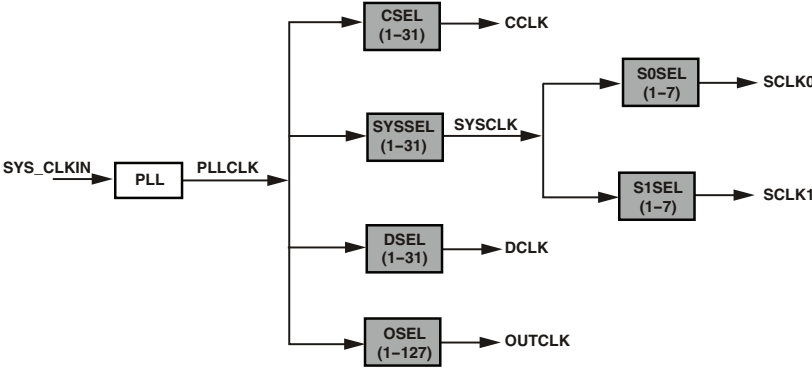 CSEL
(1–31)
CCLK
S0SEL
(1–7)
SCLK0
SYSSEL
(1–31)
SYSCLK
SYS_CLKIN
PLL
PLLCLK
S1SEL
(1–7)
SCLK1
DSEL
(1–31)
DCLK
OSEL
(1–127)
OUTCLK